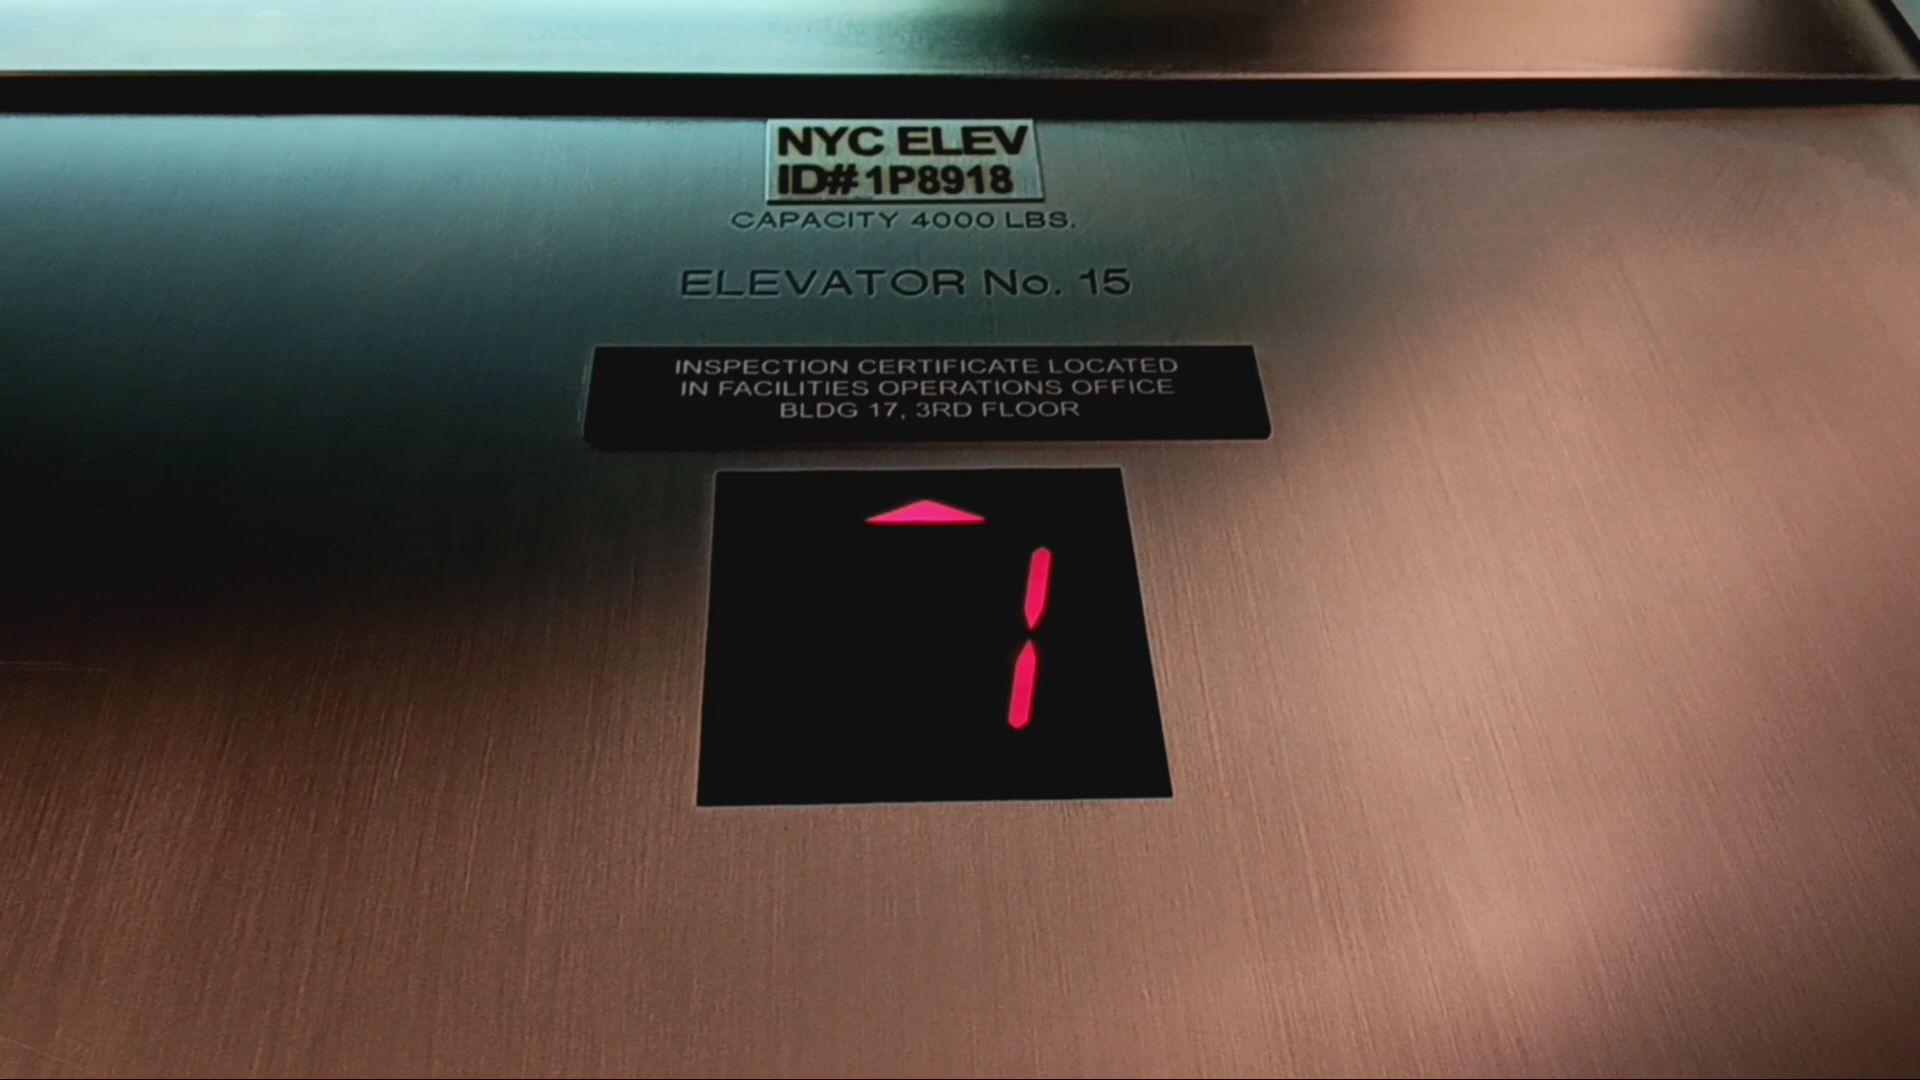 NYC ELEV
ID# 1P8918
CAPACITY 4000 LBS.
ELEVATOR No. 15
INSPECTION CERTIFICATE LOCATED
IN FACILITIES OPERATIONS OFFICE
BLDG 17, 3RD FLOOR
1